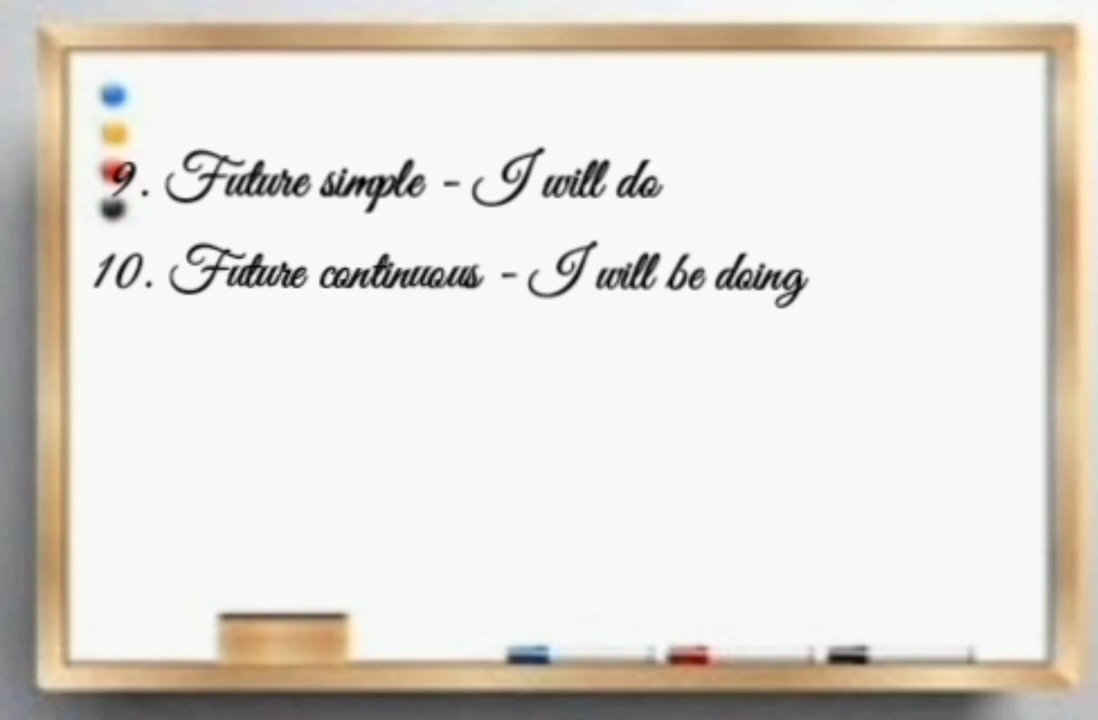 9. Future simple - I will do
10. Future continuous - I will be doing